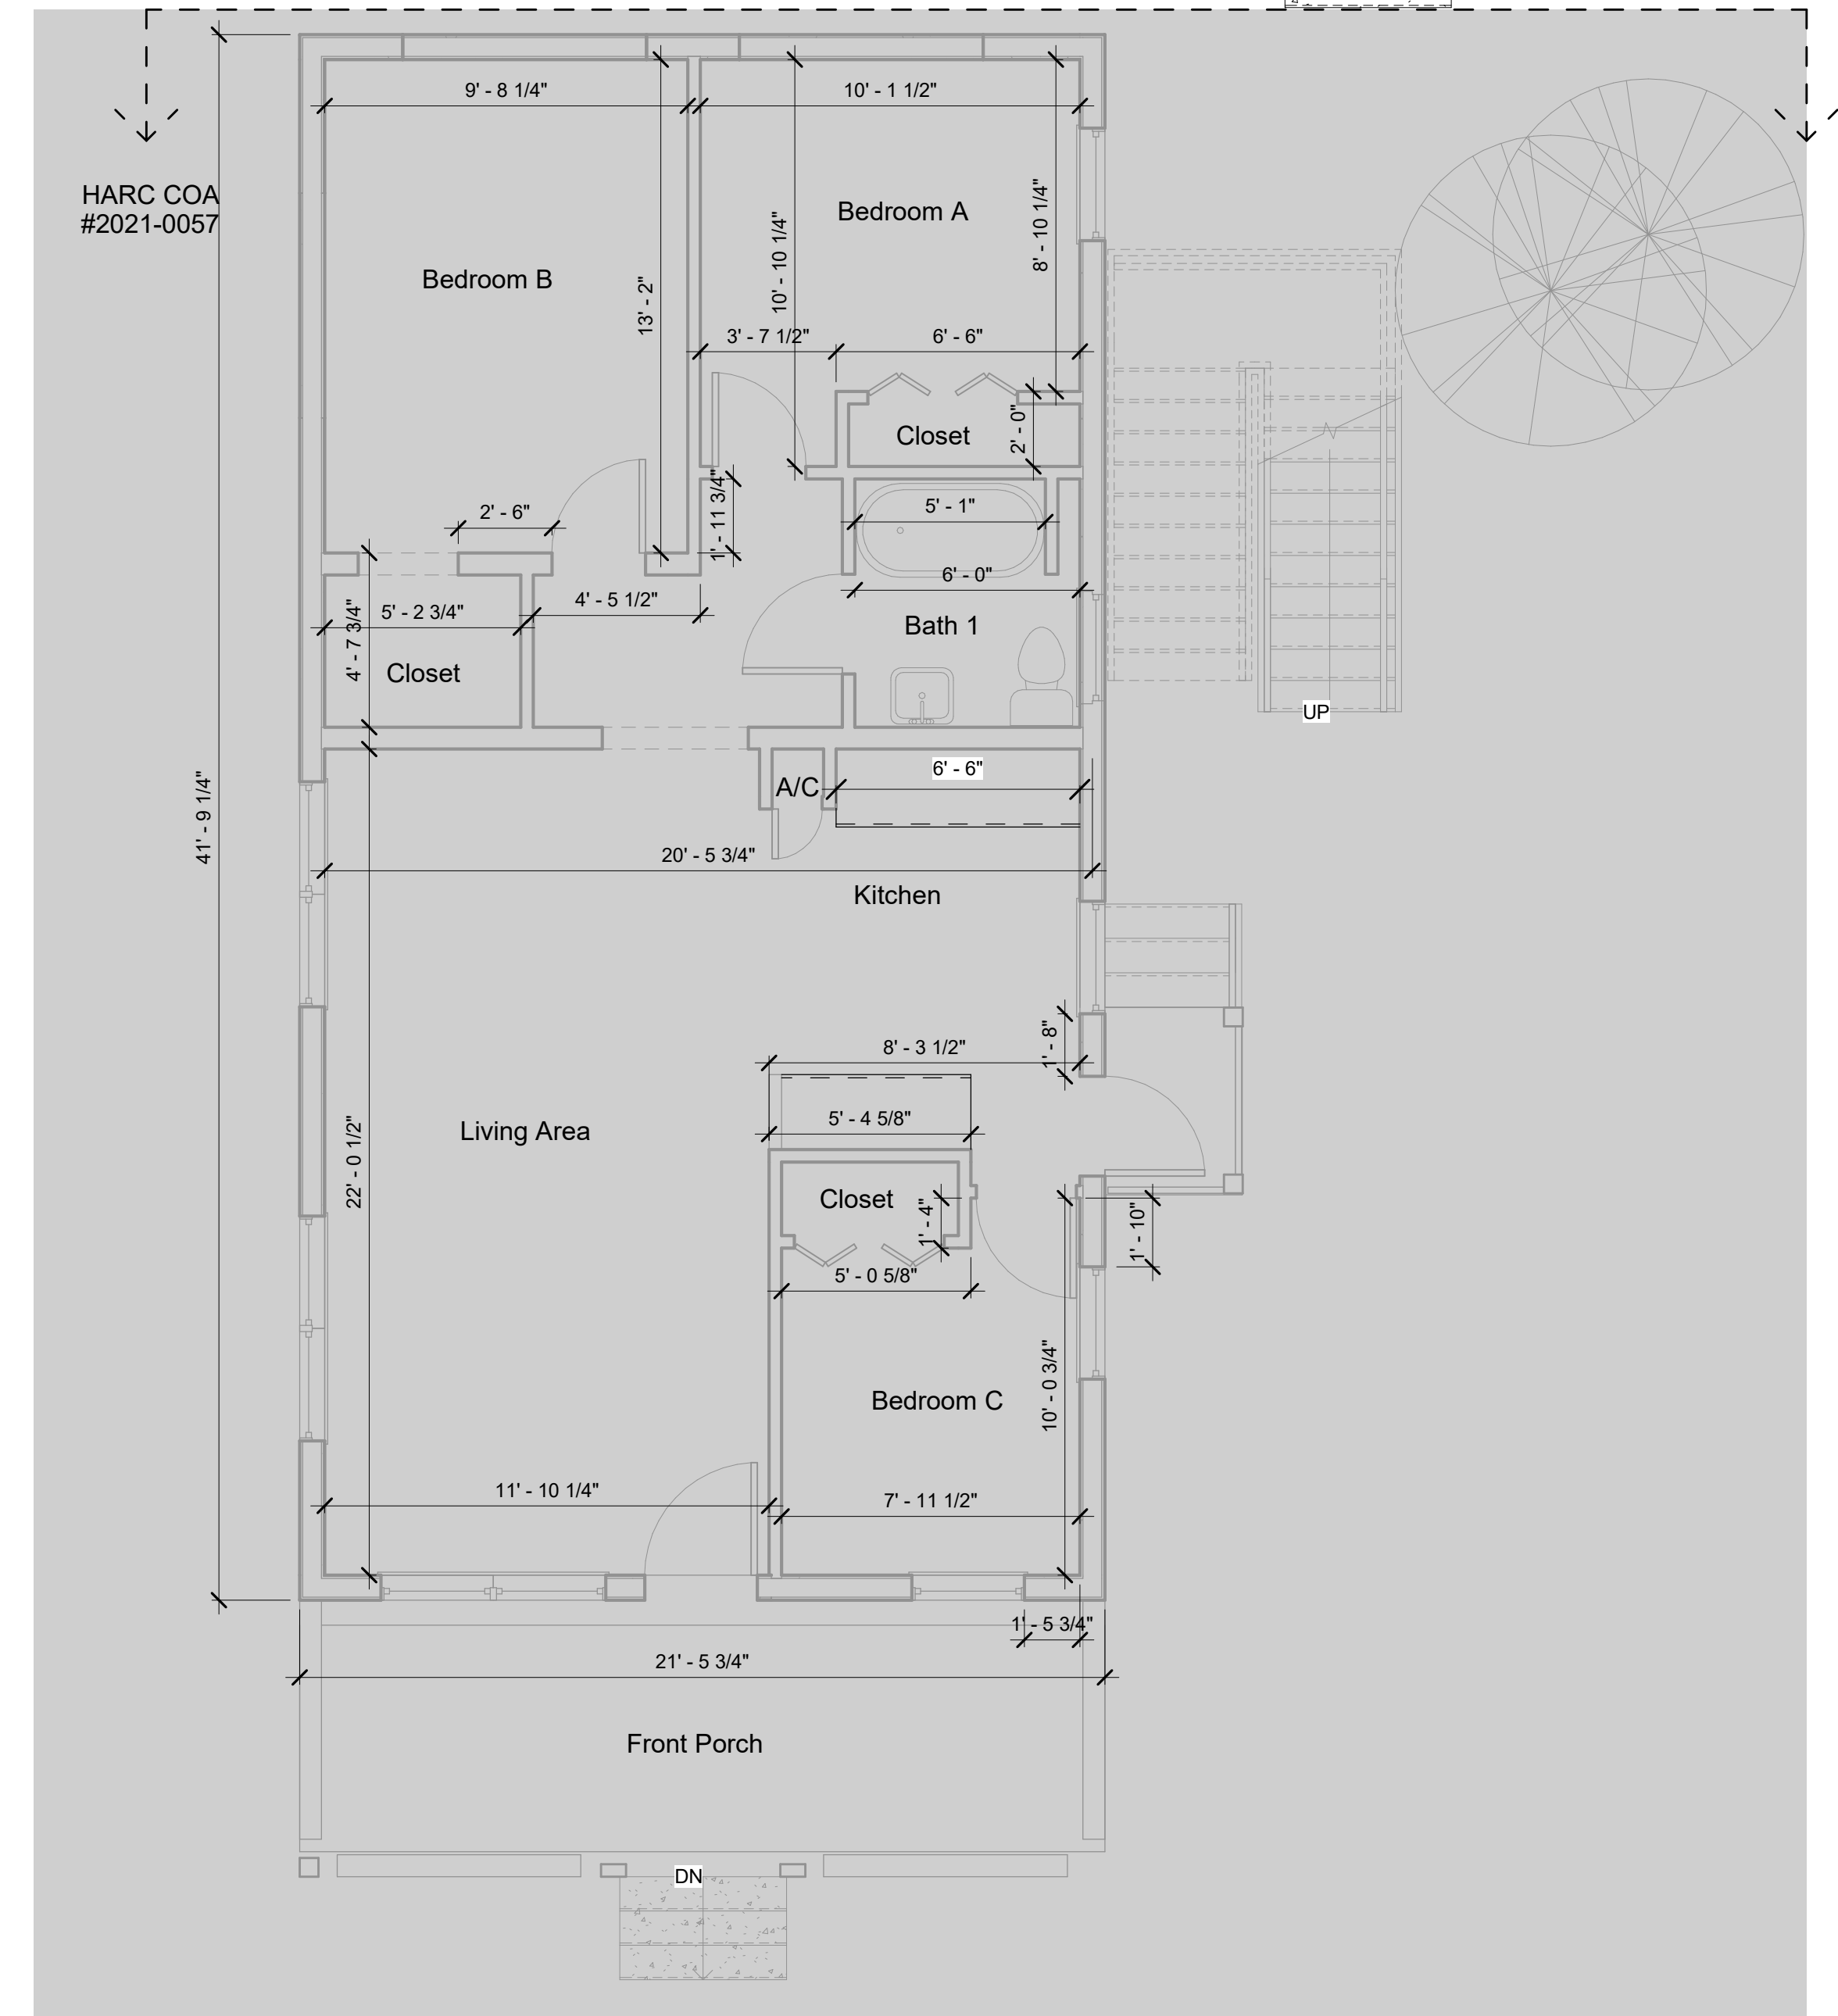 9' - 8 1/4"
10' - 1 1/2"
HARC COA
#2021-0057
Bedroom A
8' - 10 1/4"
10' - 10 1/4"
Bedroom B
13' - 2"
3' - 7 1/2"
6' - 6"
Closet
2' - 0"
1' - 11 3/4"
2' - 6"
5' - 1"
6' - 0"
4' - 5 1/2"
5' - 2 3/4"
4' - 7 3/4"
Bath 1
Closet
UP
6' - 6"
A/C
41' - 9 1/4"
20' - 5 3/4"
Kitchen
1' - 8"
8' - 3 1/2"
5' - 4 5/8"
Living Area
22' - 0 1/2"
Closet
1' - 4"
1' - 10"
5' - 0 5/8"
Bedroom C
10' - 0 3/4"
11' - 10 1/4"
7' - 11 1/2"
1' - 5 3/4"
21' - 5 3/4"
Front Porch
DN